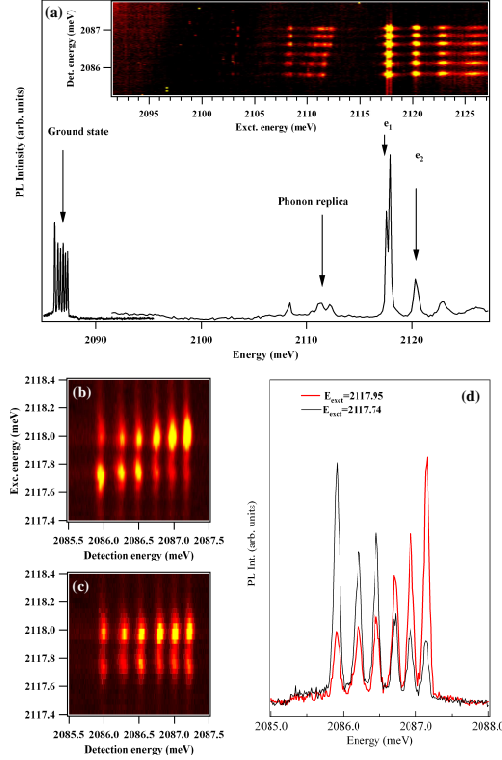 (a)
Det. energy (meV)
2087
2086
2095 2100 2105 2110 2115 2120 2125
Exct. energy (meV)
PL Ininsity (arb. units)
Ground state
Phonon replica
e1
e2
2090 2100 2110 2120
Energy (meV)
(b)
Exc. energy (meV)
2118.4
2118.2
2118.0
2117.8
2117.6
2117.4
2085.5 2086.0 2086.5 2087.0 2087.5
Detection energy (meV)
(c)
2118.4
2118.2
2118.0
2117.8
2117.6
2117.4
2085.5 2086.0 2086.5 2087.0 2087.5
Detection energy (meV)
(d)
Eexct=2117.95
Eexct=2117.74
PL Int. (arb. units)
2085.0 2086.0 2087.0 2088.0
Energy (meV)